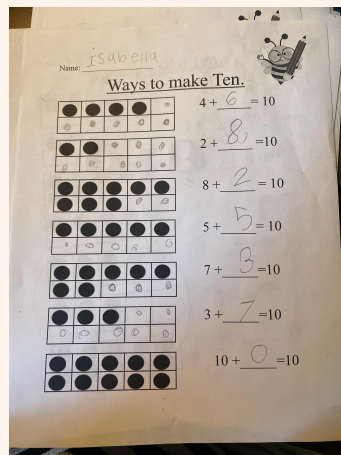 Name: Isabella
Ways to make Ten.
4 + 6 = 10
2 + 8 =10
8 + 2 = 10
5 + 5 = 10
7 + 3 =10
3 + 7 =10
10 + 0 =10